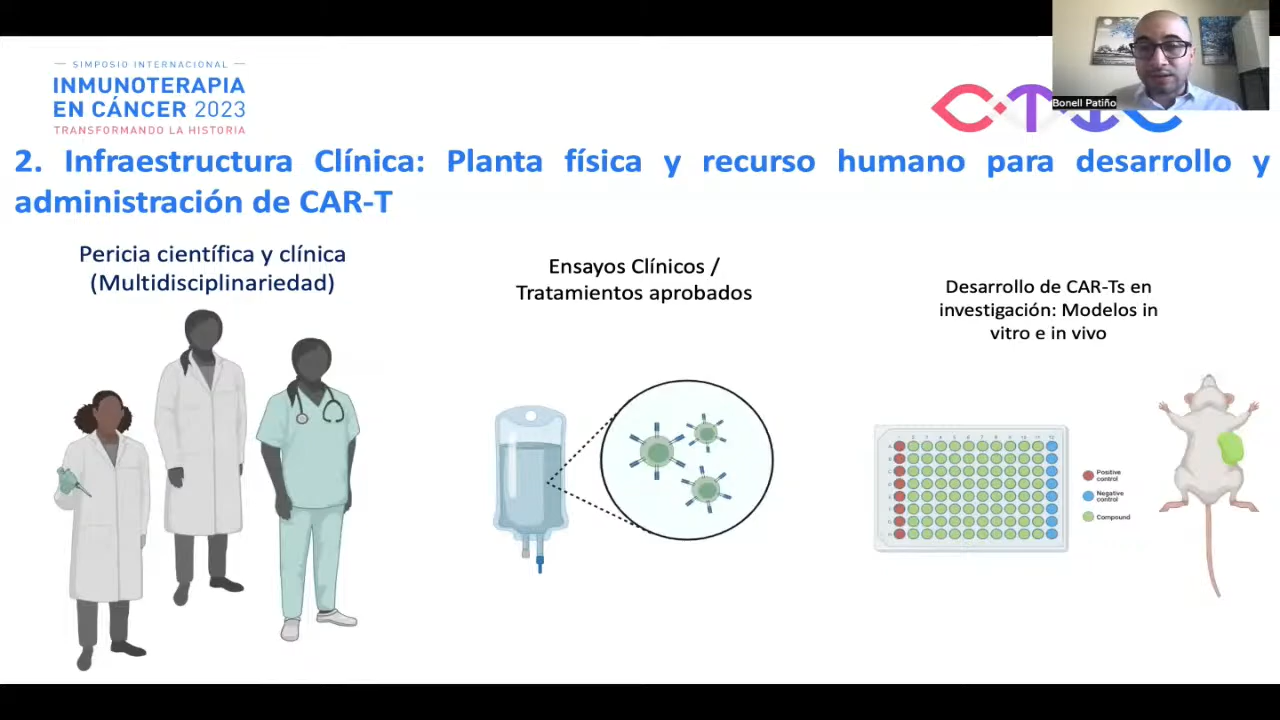 SIMPOSIO INTERNACIONAL
INMUNOTERAPIA
EN CÁNCER 2023
TRANSFORMANDO LA HISTORIA
Bonell Patiño
2. Infraestructura Clínica: Planta física y recurso humano para desarrollo y
administración de CAR-T
Pericia científica y clínica
(Multidisciplinariedad)
Ensayos Clínicos /
Tratamientos aprobados
Desarrollo de CAR-Ts en
investigación: Modelos in
vitro e in vivo
Positive
control
Negative
control
Compound